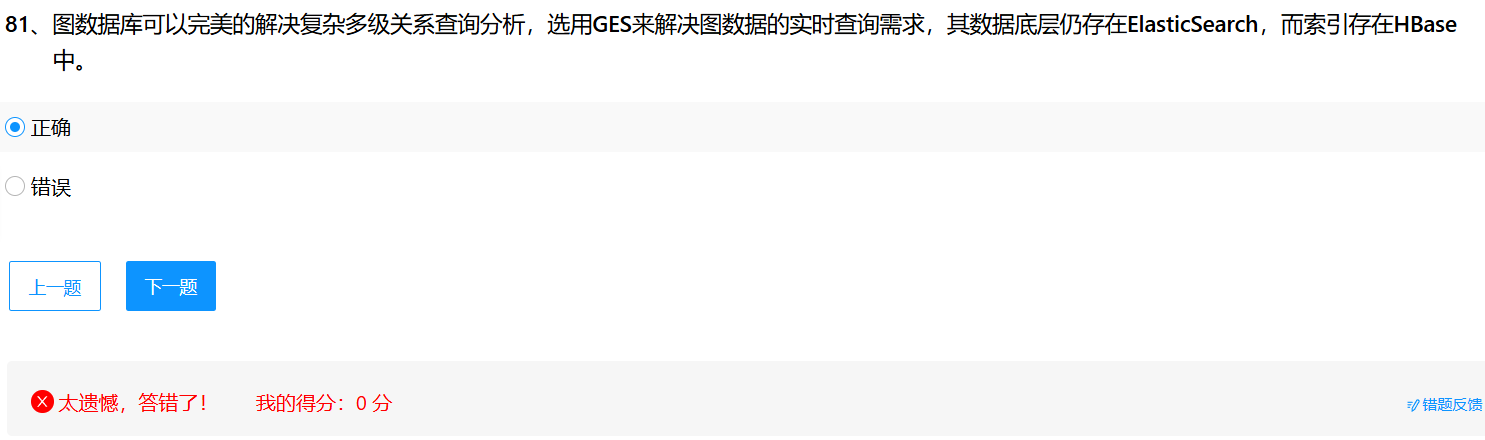 81、图数据库可以完美的解决复杂多级关系查询分析，选用GES来解决图数据的实时查询需求，其数据底层仍存在ElasticSearch，而索引存在HBase
中。
正确
错误
上一题 下一题
太遗憾，答错了！ 我的得分：0 分 错题反馈